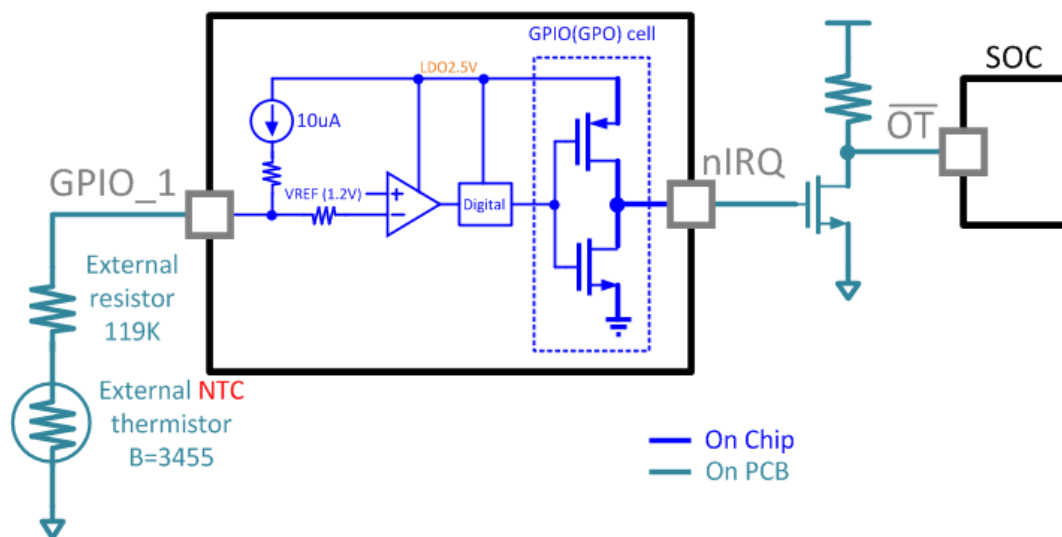 GPIO(GPO) cell
LDO2.5V
SOC
10uA
OT
GPIO_1
nIRQ
VREF (1.2V)
+
−
Digital
External
resistor
119K
External NTC
thermistor
B=3455
On Chip
On PCB